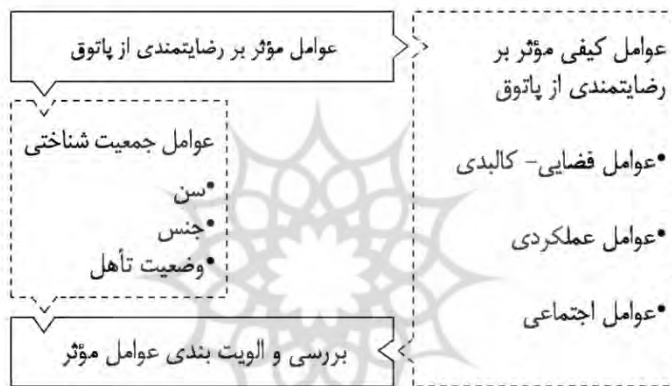 عوامل مؤثر بر رضایتمندی از پاتوق
عوامل کیفی مؤثر بر
رضایتمندی از پاتوق
•عوامل فضایی- کالبدی
•عوامل عملکردی
•عوامل اجتماعی
عوامل جمعیت شناختی
•سن
•جنس
•وضعیت تأهل
بررسی و الویت بندی عوامل مؤثر